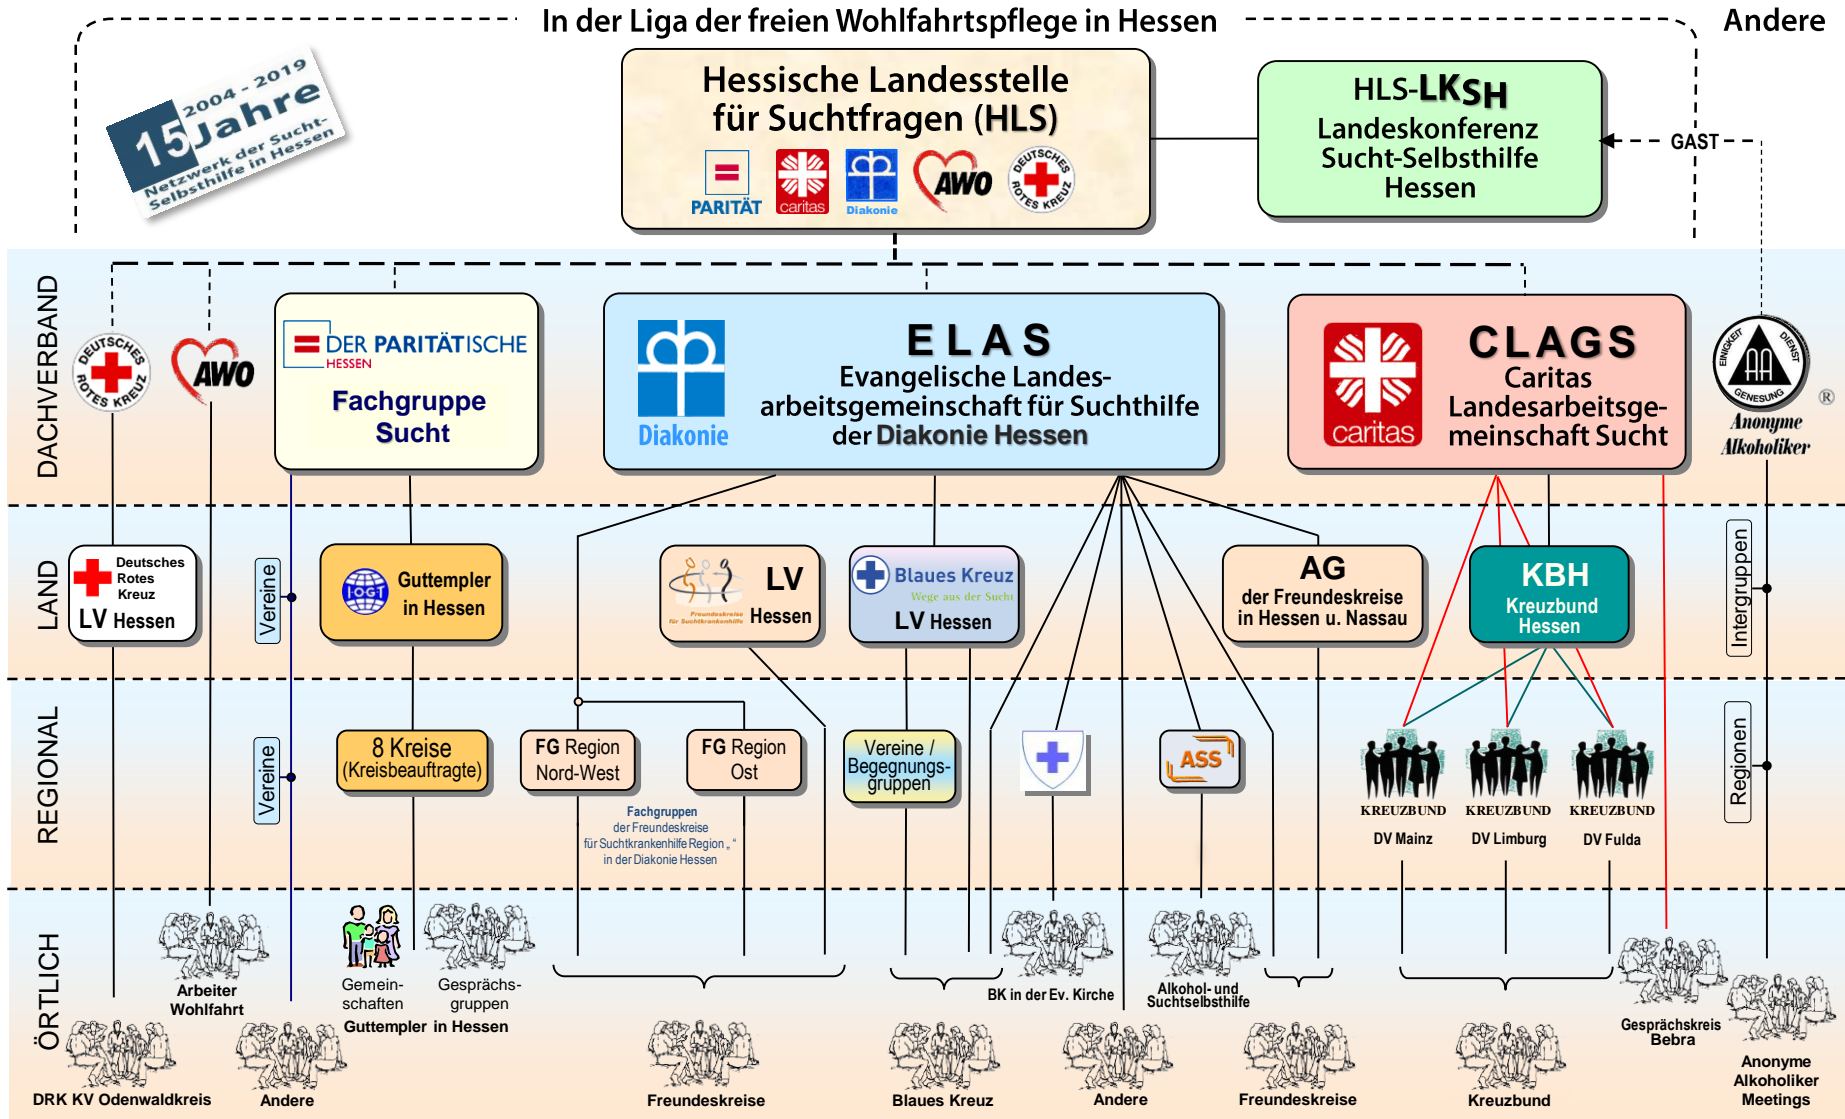 In der Liga der freien Wohlfahrtspflege in Hessen
Andere
2004 - 2019
15 Jahre
Netzwerk der Sucht-
Selbsthilfe in Hessen
Hessische Landesstelle
für Suchtfragen (HLS)
PARITÄT
caritas
Diakonie
AWO
DEUTSCHES
ROTES KREUZ
HLS-LKSH
Landeskonferenz
Sucht-Selbsthilfe
Hessen
GAST
DACHVERBAND
DEUTSCHES
ROTES KREUZ
AWO
DER PARITÄTISCHE
HESSEN
Fachgruppe
Sucht
Diakonie
ELAS
Evangelische Landes-
arbeitsgemeinschaft für Suchthilfe
der Diakonie Hessen
caritas
CLAGS
Caritas
Landesarbeitsge-
meinschaft Sucht
EINIGKEIT
DIENST
GENESUNG
AA
®
Anonyme
Alkoholiker
LAND
Deutsches
Rotes
Kreuz
LV Hessen
Vereine
I·O·G·T
Guttempler
in Hessen
Freundeskreise
für Suchtkrankenhilfe
LV
Hessen
Blaues Kreuz
Wege aus der Sucht
LV Hessen
AG
der Freundeskreise
in Hessen u. Nassau
KBH
Kreuzbund
Hessen
Intergruppen
REGIONAL
Vereine
8 Kreise
(Kreisbeauftragte)
FG Region
Nord-West
FG Region
Ost
Fachgruppen
der Freundeskreise
für Suchtkrankenhilfe Region „ “
in der Diakonie Hessen
Vereine /
Begegnungs-
gruppen
ASS
KREUZBUND
DV Mainz
KREUZBUND
DV Limburg
KREUZBUND
DV Fulda
Regionen
ÖRTLICH
DRK KV Odenwaldkreis
Arbeiter
Wohlfahrt
Andere
Gemein-
schaften
Gesprächs-
gruppen
Guttempler in Hessen
Freundeskreise
Blaues Kreuz
BK in der Ev. Kirche
Andere
Alkohol- und
Suchtselbsthilfe
Freundeskreise
Kreuzbund
Gesprächskreis
Bebra
Anonyme
Alkoholiker
Meetings